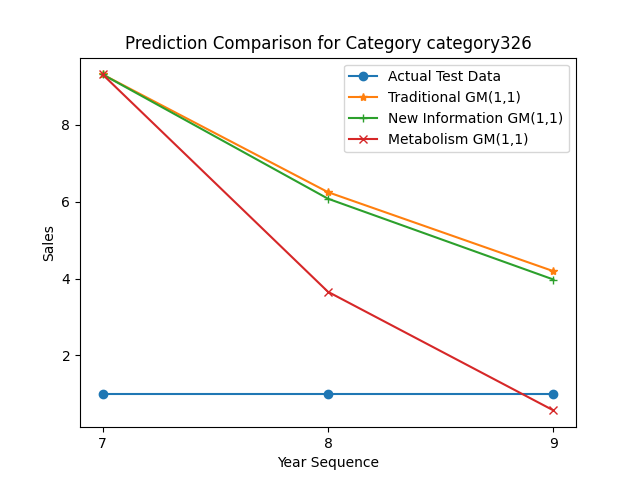 Prediction Comparison for Category category326
Actual Test Data
Traditional GM(1,1)
New Information GM(1,1)
Metabolism GM(1,1)
8
6
4
2
Sales
7
8
9
Year Sequence